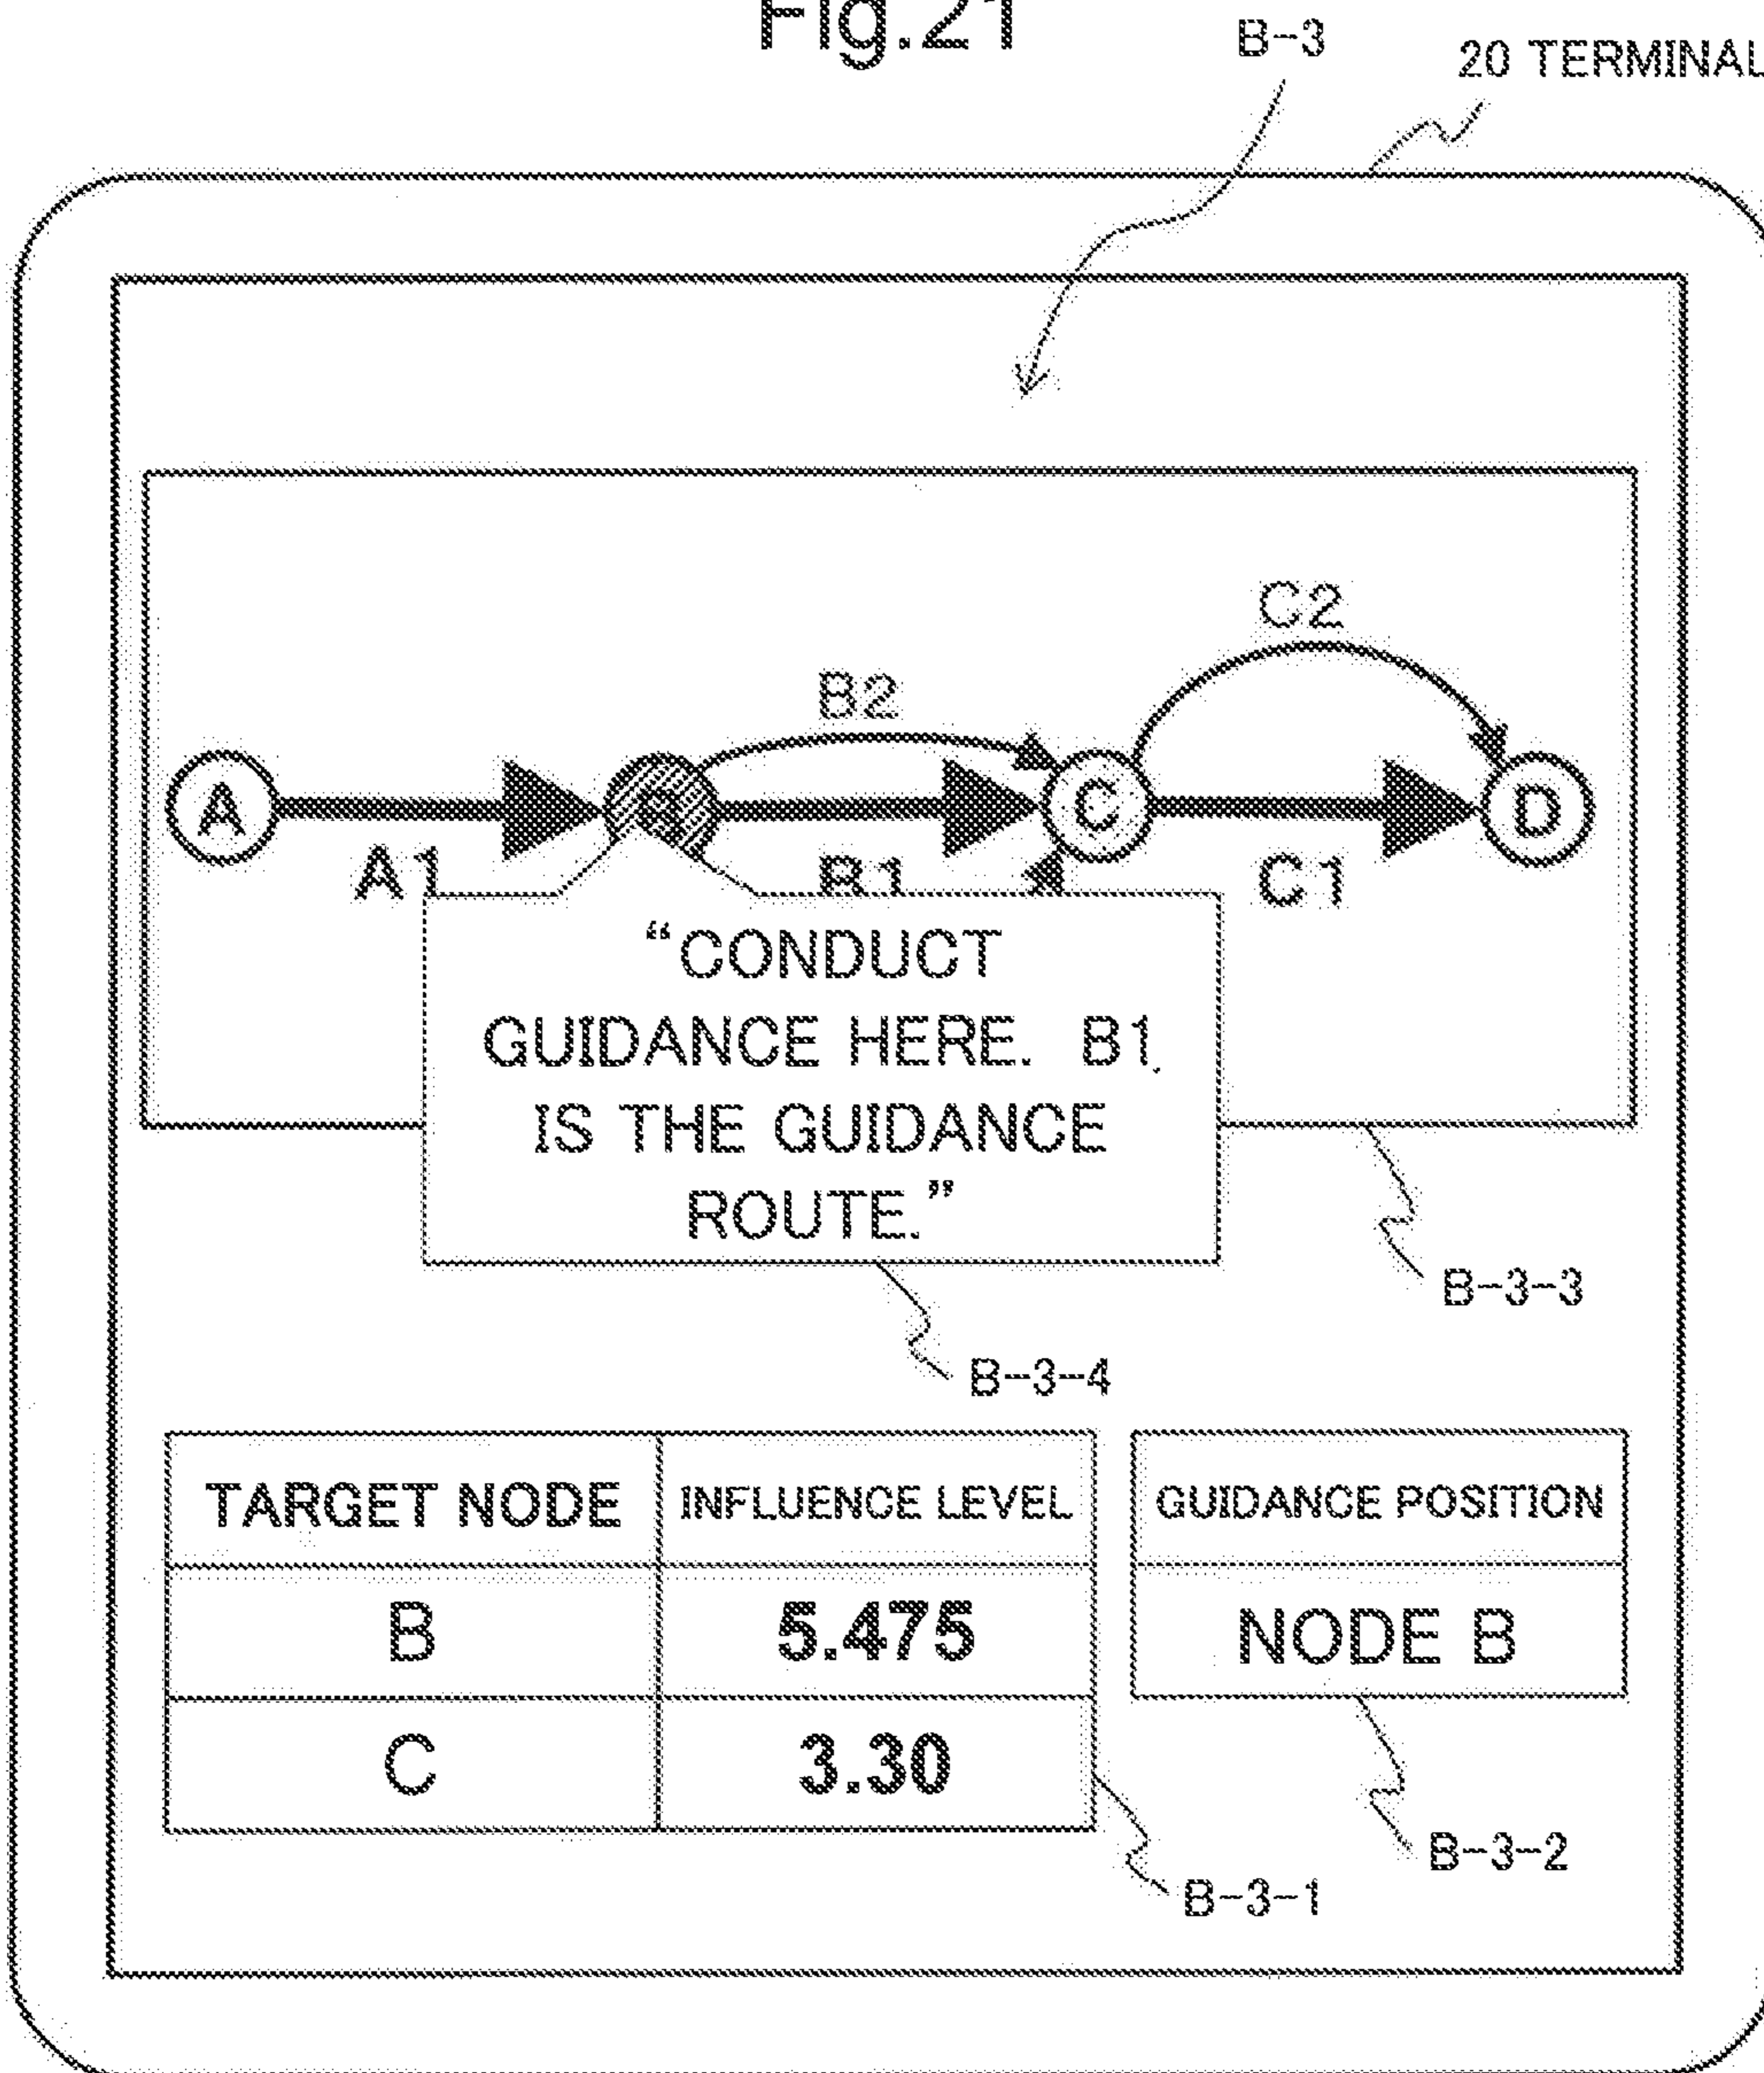 Fig.21
B-3
20 TERMINAL
C2
B2
A
C
D
A1
B1
C1
“CONDUCT
GUIDANCE HERE. B1
IS THE GUIDANCE
ROUTE.”
B-3-3
B-3-4
TARGET NODE INFLUENCE LEVEL
B 5.475
C 3.30
GUIDANCE POSITION
NODE B
B-3-2
B-3-1